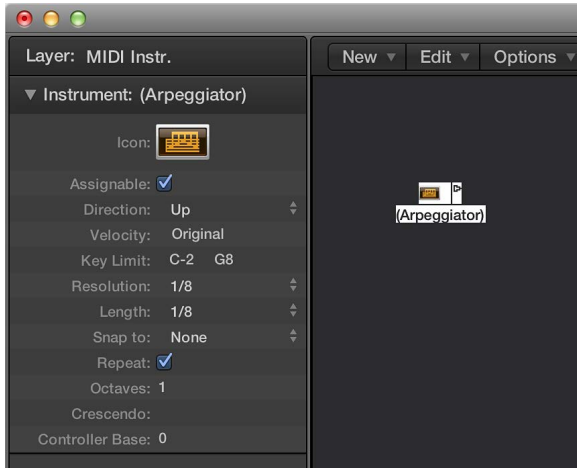 Layer: MIDI Instr.
New Edit Options
Instrument: (Arpeggiator)
Icon:
Assignable:
Direction: Up
Velocity: Original
Key Limit: C-2 G8
Resolution: 1/8
Length: 1/8
Snap to: None
Repeat:
Octaves: 1
Crescendo:
Controller Base: 0
(Arpeggiator)